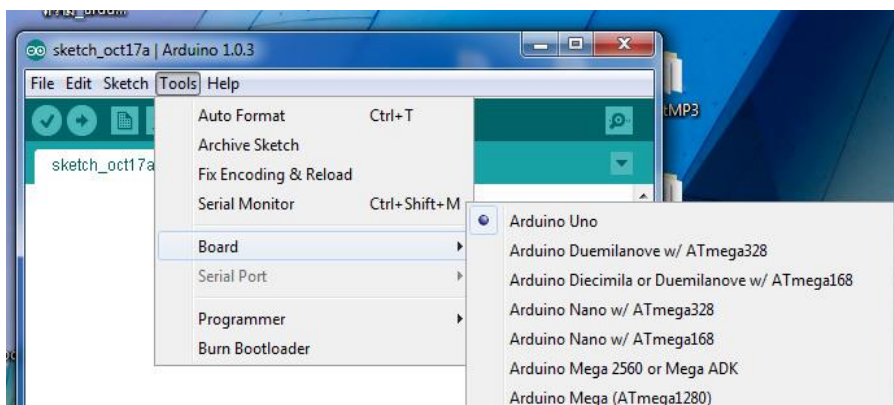 sketch_oct17a | Arduino 1.0.3
File Edit Sketch Tools Help
Auto Format Ctrl+T
Archive Sketch
sketch_oct17a
Fix Encoding & Reload
Serial Monitor Ctrl+Shift+M
Board
Serial Port
Programmer
Burn Bootloader
Arduino Uno
Arduino Duemilanove w/ ATmega328
Arduino Diecimila or Duemilanove w/ ATmega168
Arduino Nano w/ ATmega328
Arduino Nano w/ ATmega168
Arduino Mega 2560 or Mega ADK
Arduino Mega (ATmega1280)
tMP3